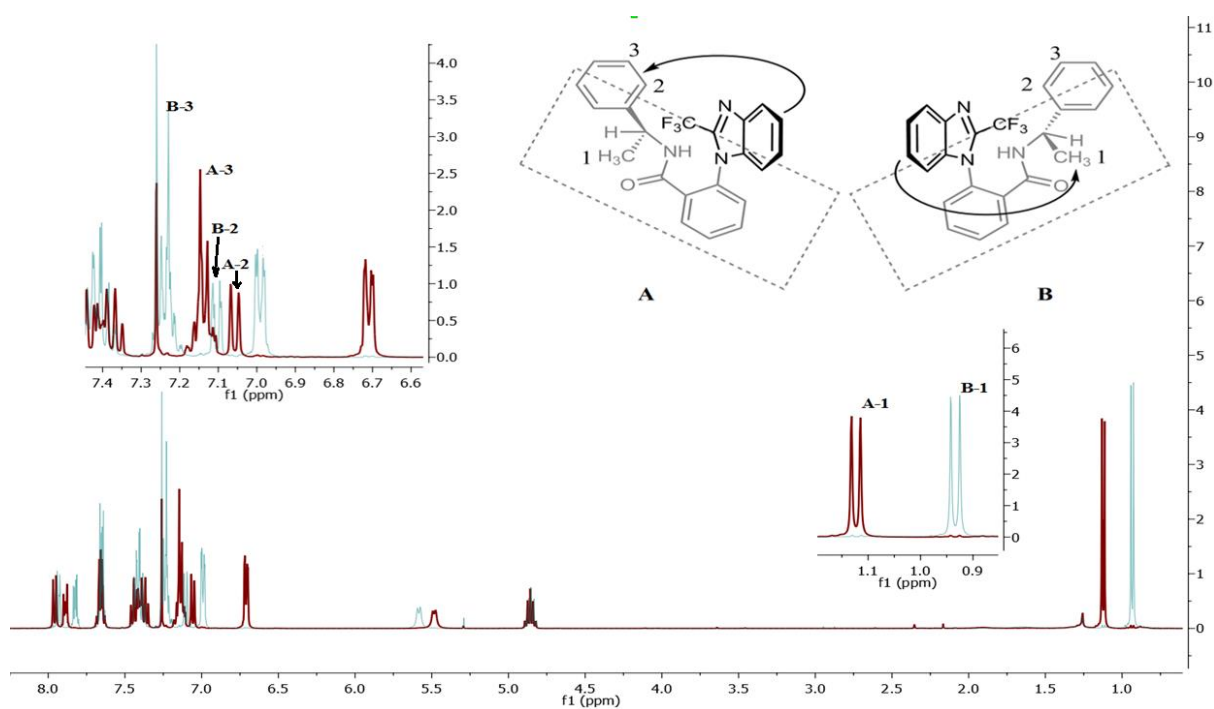 4.0
3.5
3.0
2.5
2.0
1.5
1.0
0.5
0.0
B-3
A-3
B-2
A-2
7.4 7.3 7.2 7.1 7.0 6.9 6.8 6.7 6.6
f1 (ppm)
3
2
N
F3C
H
N
1 H3C
NH
O
A
3
2
N
CF3
H
N
HN
CH3 1
O
B
11
10
9
8
7
6
5
4
3
2
1
0
6
5
4
3
2
1
0
A-1
B-1
1.1 1.0 0.9
f1 (ppm)
8.0 7.5 7.0 6.5 6.0 5.5 5.0 4.5 4.0 3.5 3.0 2.5 2.0 1.5 1.0
f1 (ppm)